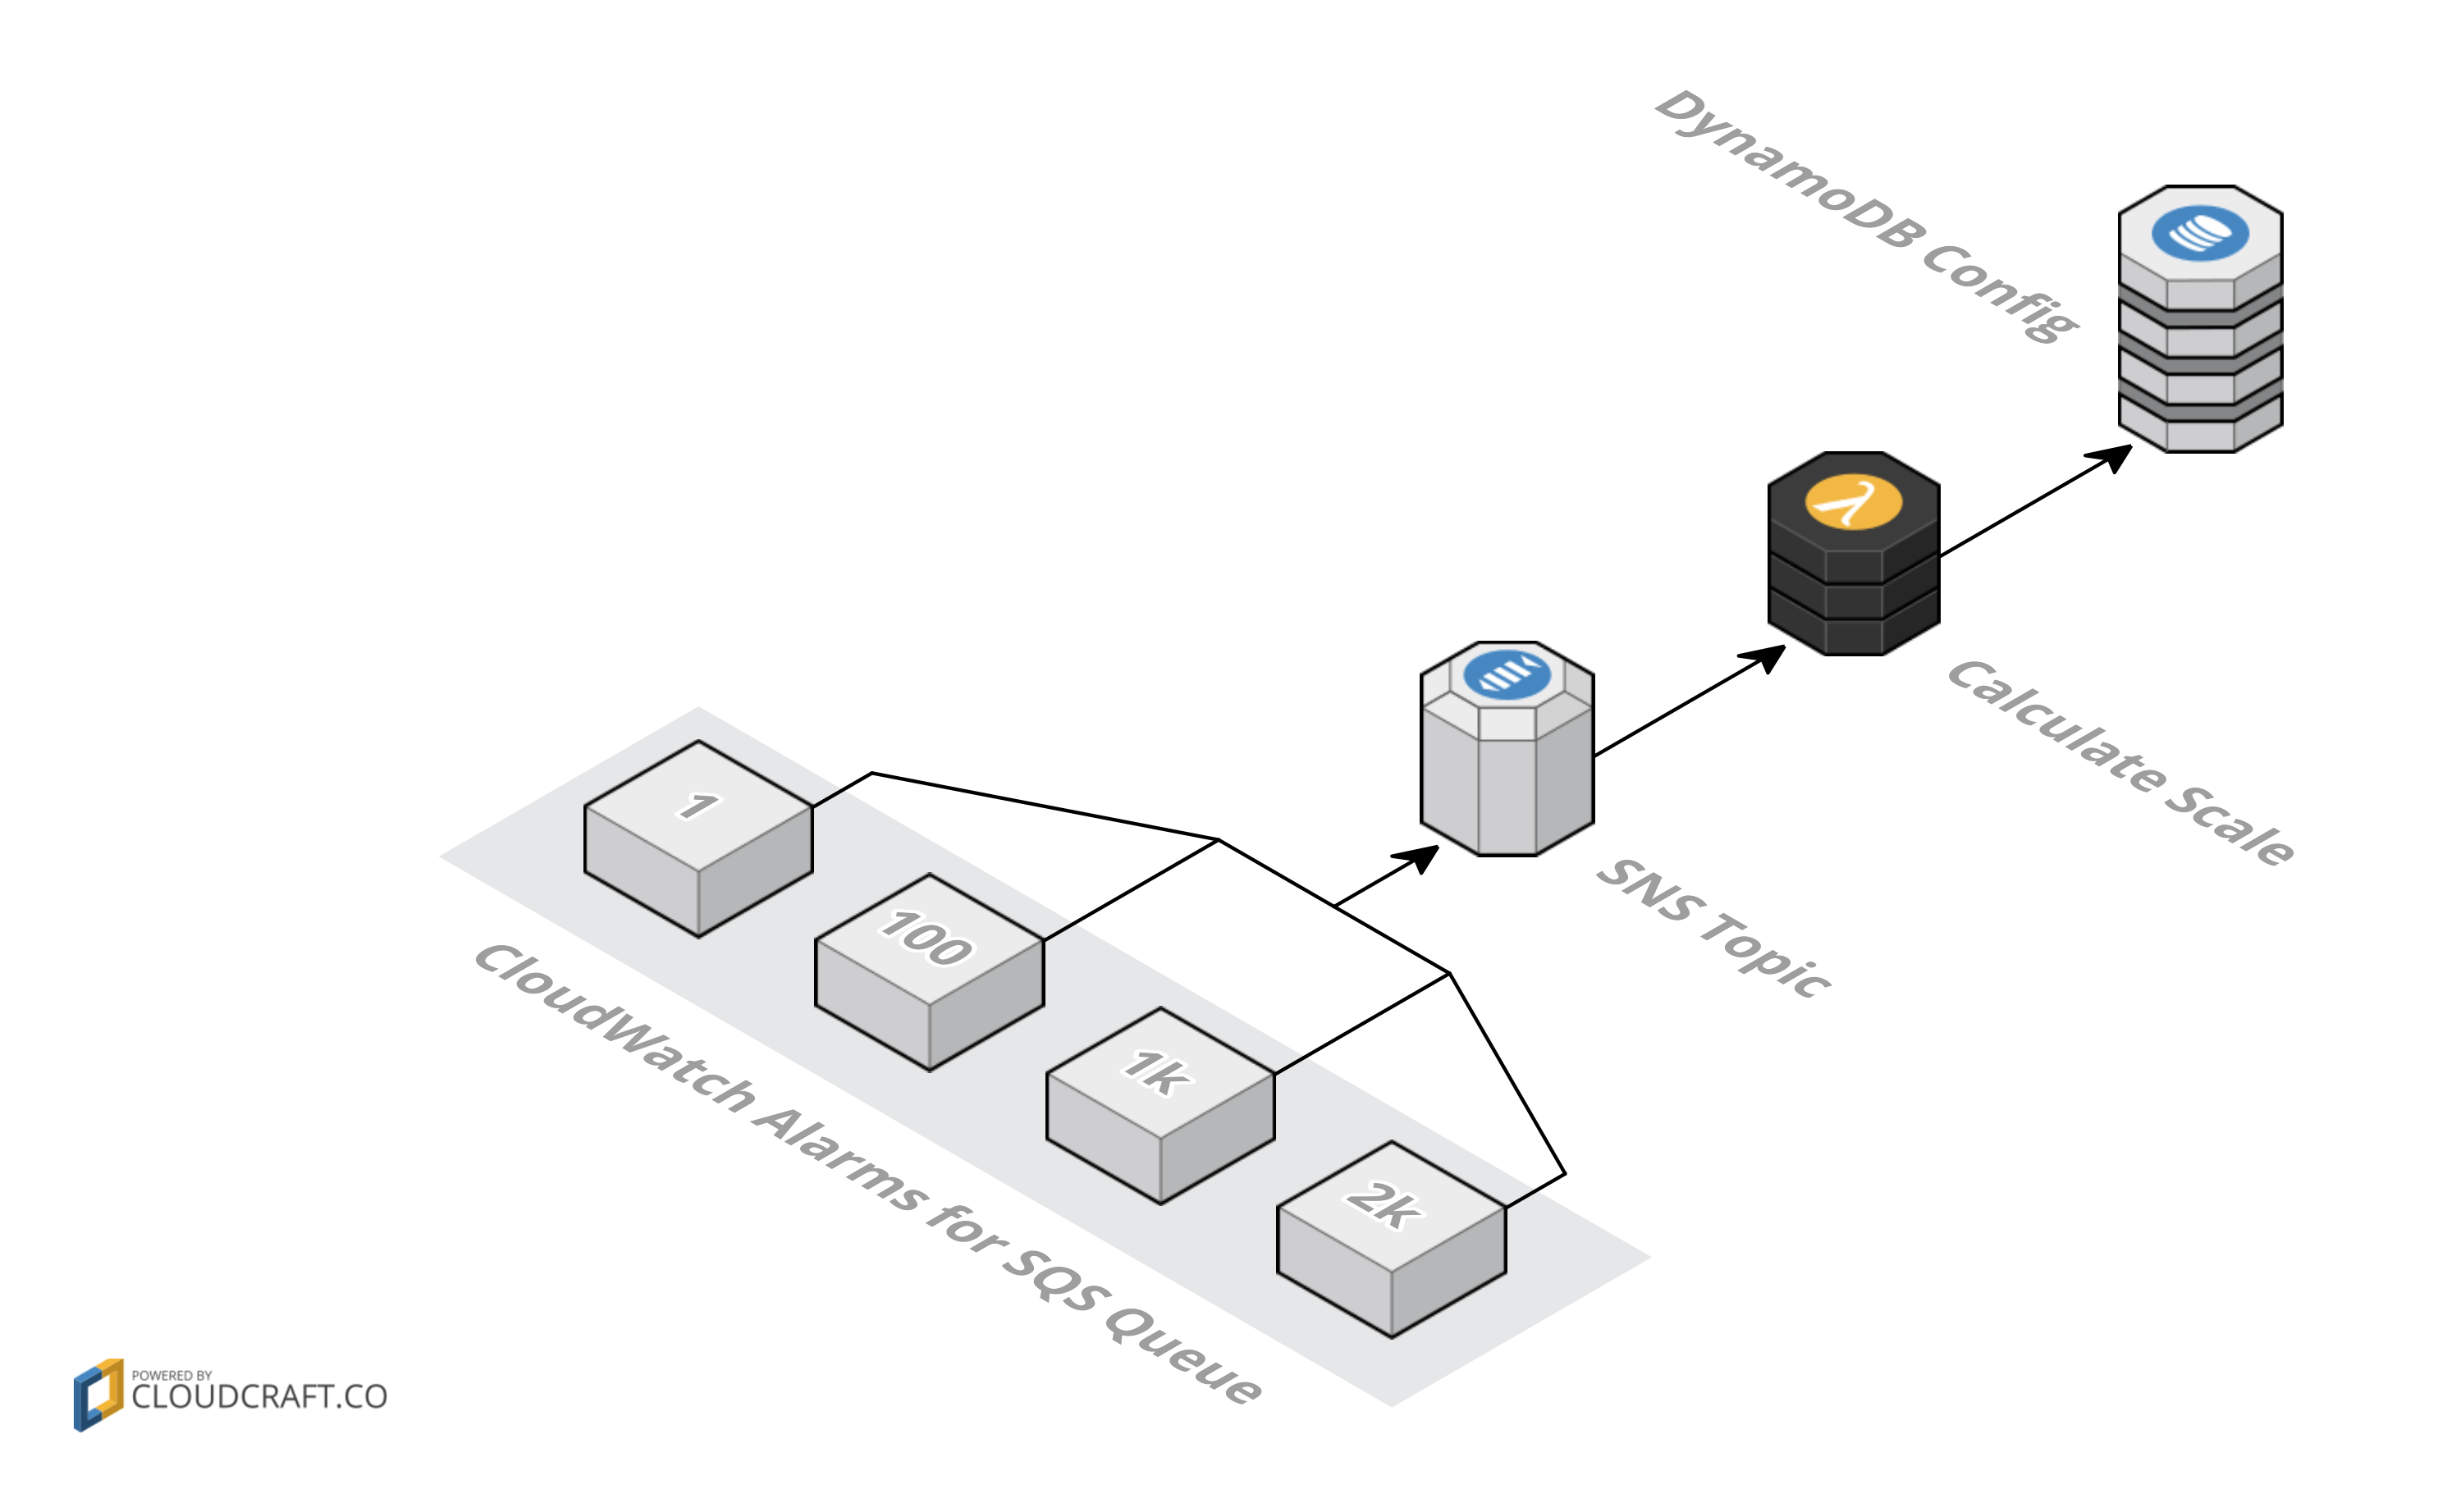 DynamoDB Config
Calculate Scale
SNS Topic
1
100
1k
2k
CloudWatch Alarms for SQS Queue
POWERED BY
CLOUDCRAFT.CO